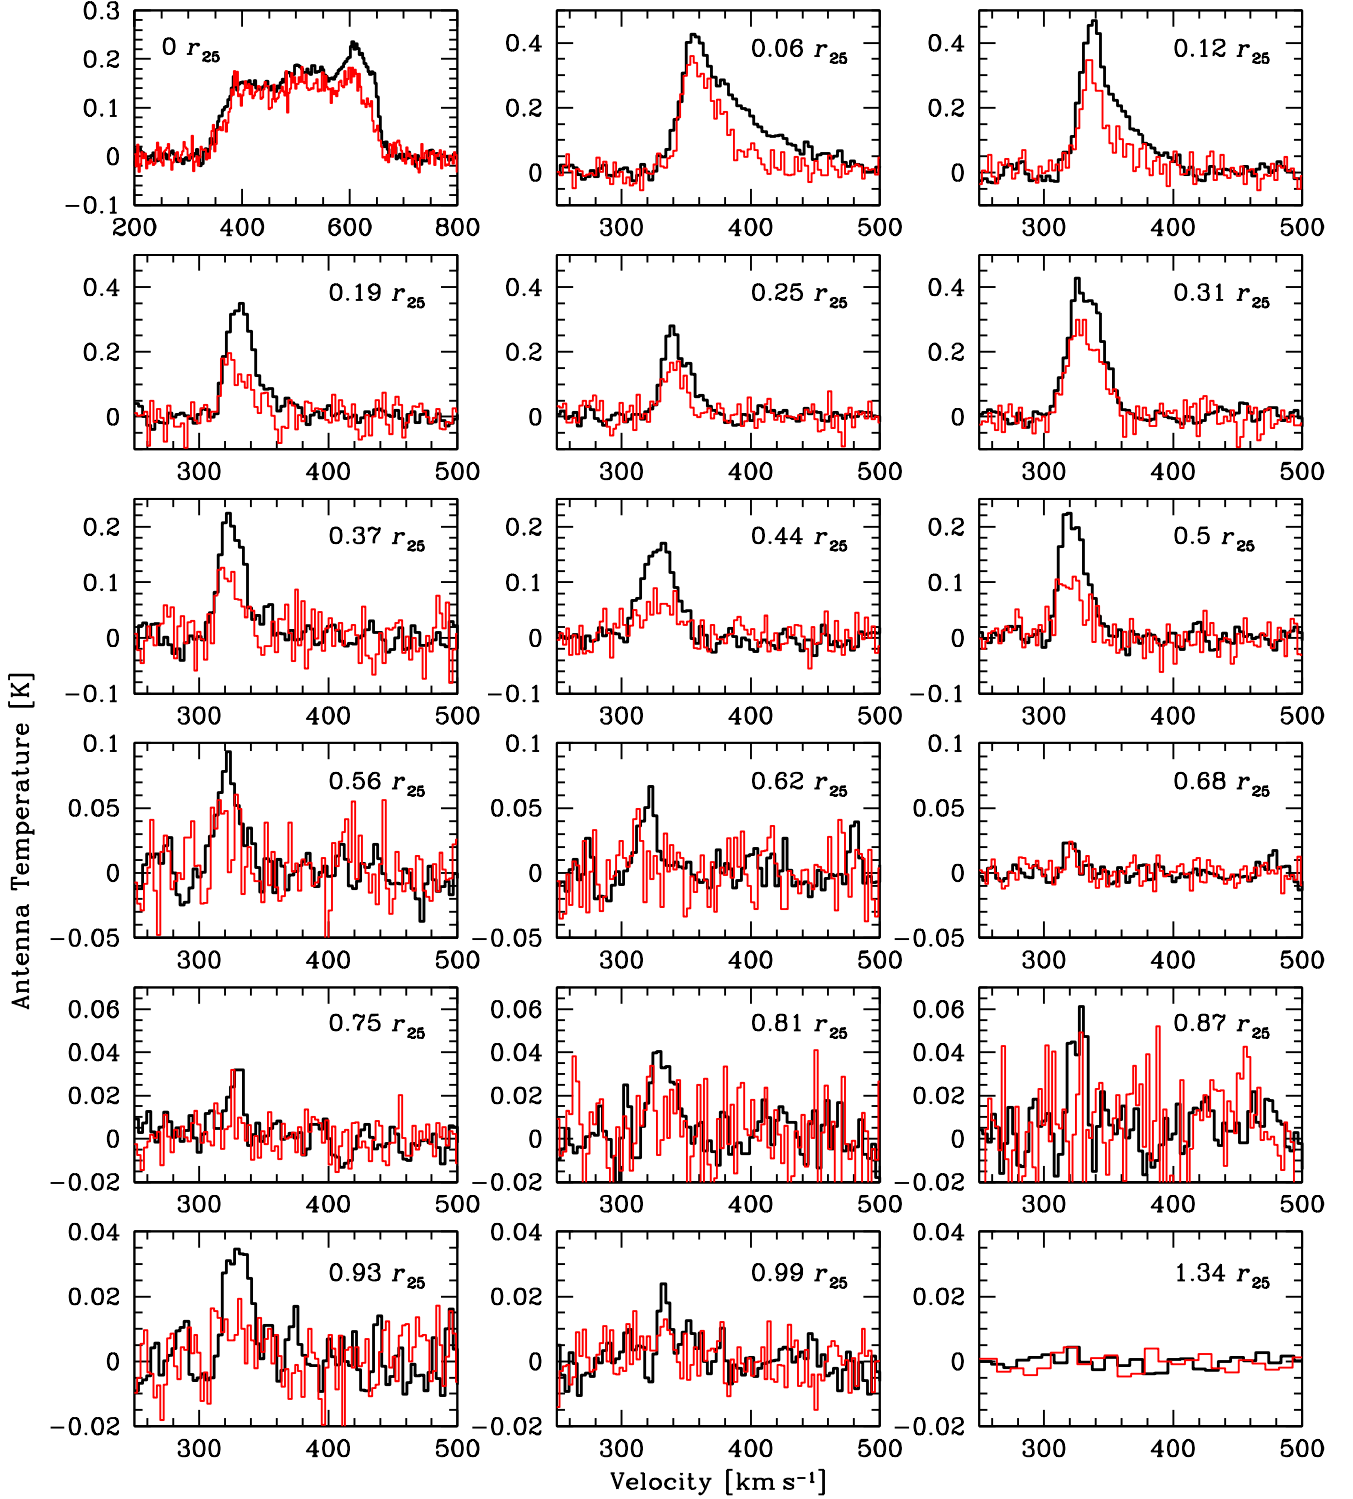 0.3
0.2
0.1
0
−0.1
0 r25
200 400 600 800
0.4
0.2
0
0.06 r25
300 400 500
0.4
0.2
0
0.12 r25
300 400 500
0.4
0.2
0
0.19 r25
300 400 500
0.4
0.2
0
0.25 r25
300 400 500
0.4
0.2
0
0.31 r25
300 400 500
0.2
0.1
0
−0.1
0.37 r25
300 400 500
0.2
0.1
0
−0.1
0.44 r25
300 400 500
0.2
0.1
0
−0.1
0.5 r25
300 400 500
0.1
0.05
0
−0.05
0.56 r25
300 400 500
0.1
0.05
0
−0.05
0.62 r25
300 400 500
0.1
0.05
0
−0.05
0.68 r25
300 400 500
0.06
0.04
0.02
0
−0.02
0.75 r25
300 400 500
0.06
0.04
0.02
0
−0.02
0.81 r25
300 400 500
0.06
0.04
0.02
0
−0.02
0.87 r25
300 400 500
0.04
0.02
0
−0.02
0.93 r25
300 400 500
0.04
0.02
0
−0.02
0.99 r25
300 400 500
0.04
0.02
0
−0.02
1.34 r25
300 400 500
Antenna Temperature [K]
Velocity [km s−1]